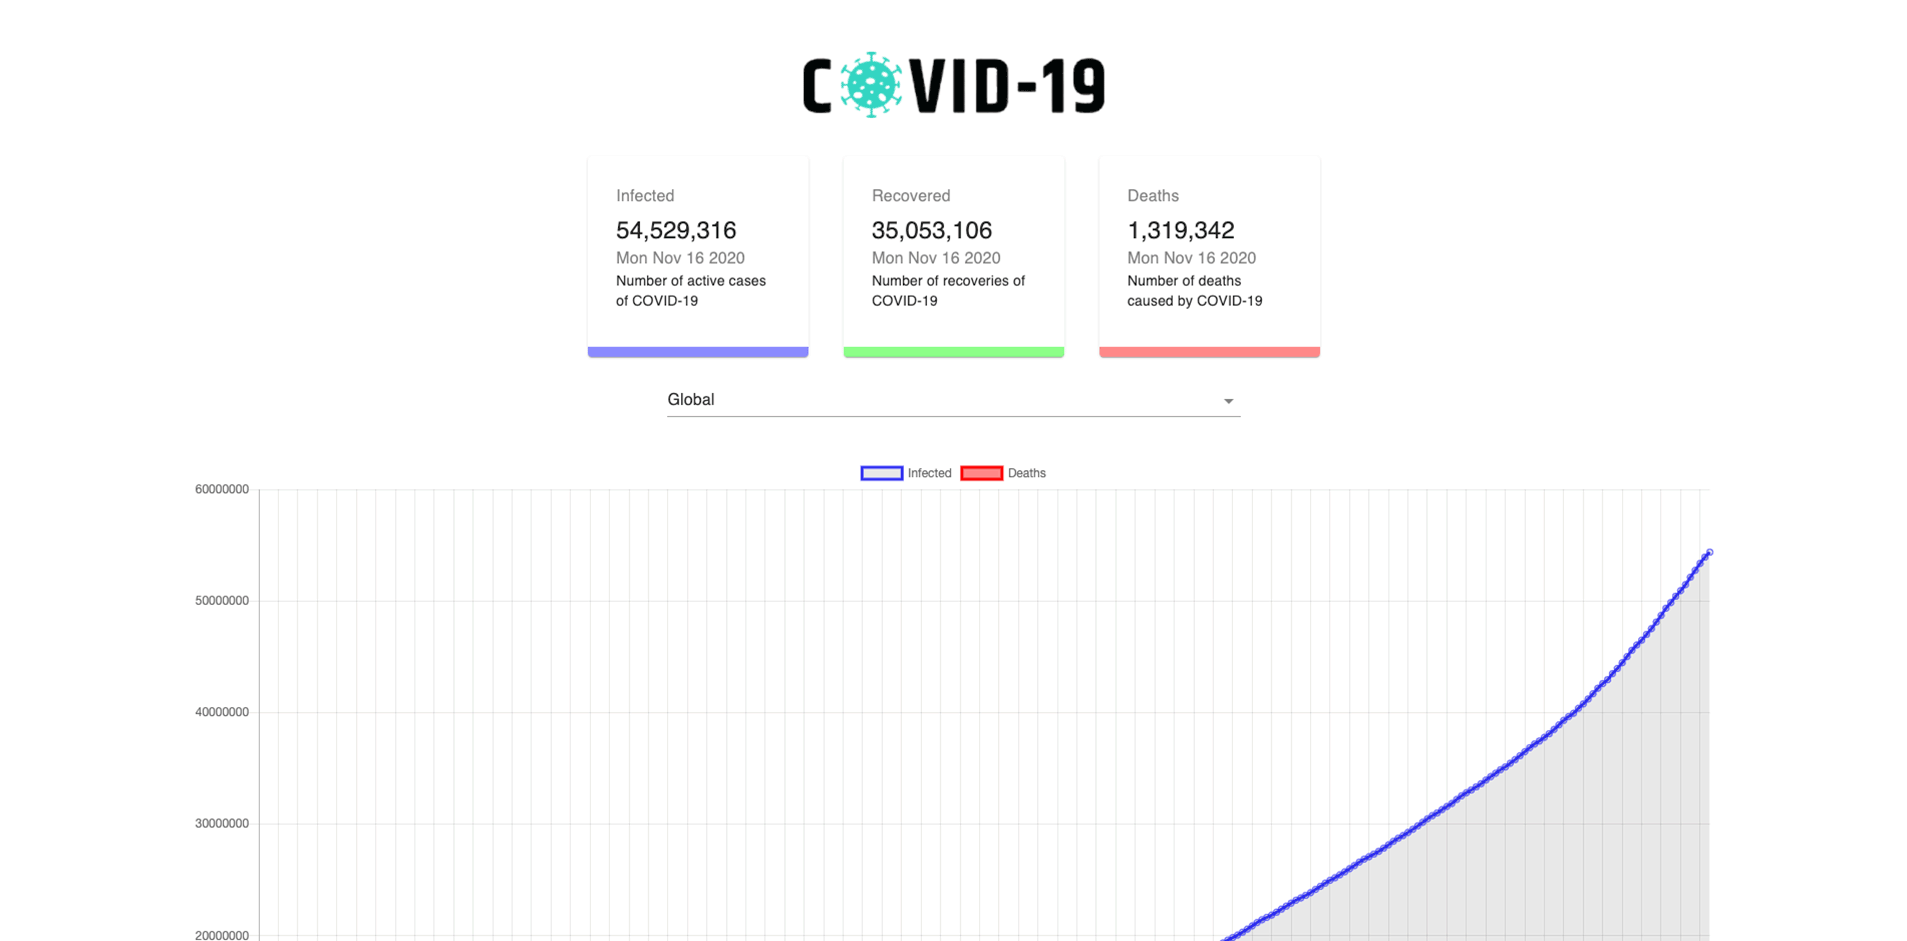 COVID-19
Infected
54,529,316
Mon Nov 16 2020
Number of active cases
of COVID-19
Recovered
35,053,106
Mon Nov 16 2020
Number of recoveries of
COVID-19
Deaths
1,319,342
Mon Nov 16 2020
Number of deaths
caused by COVID-19
Global
Infected Deaths
60000000
50000000
40000000
30000000
20000000